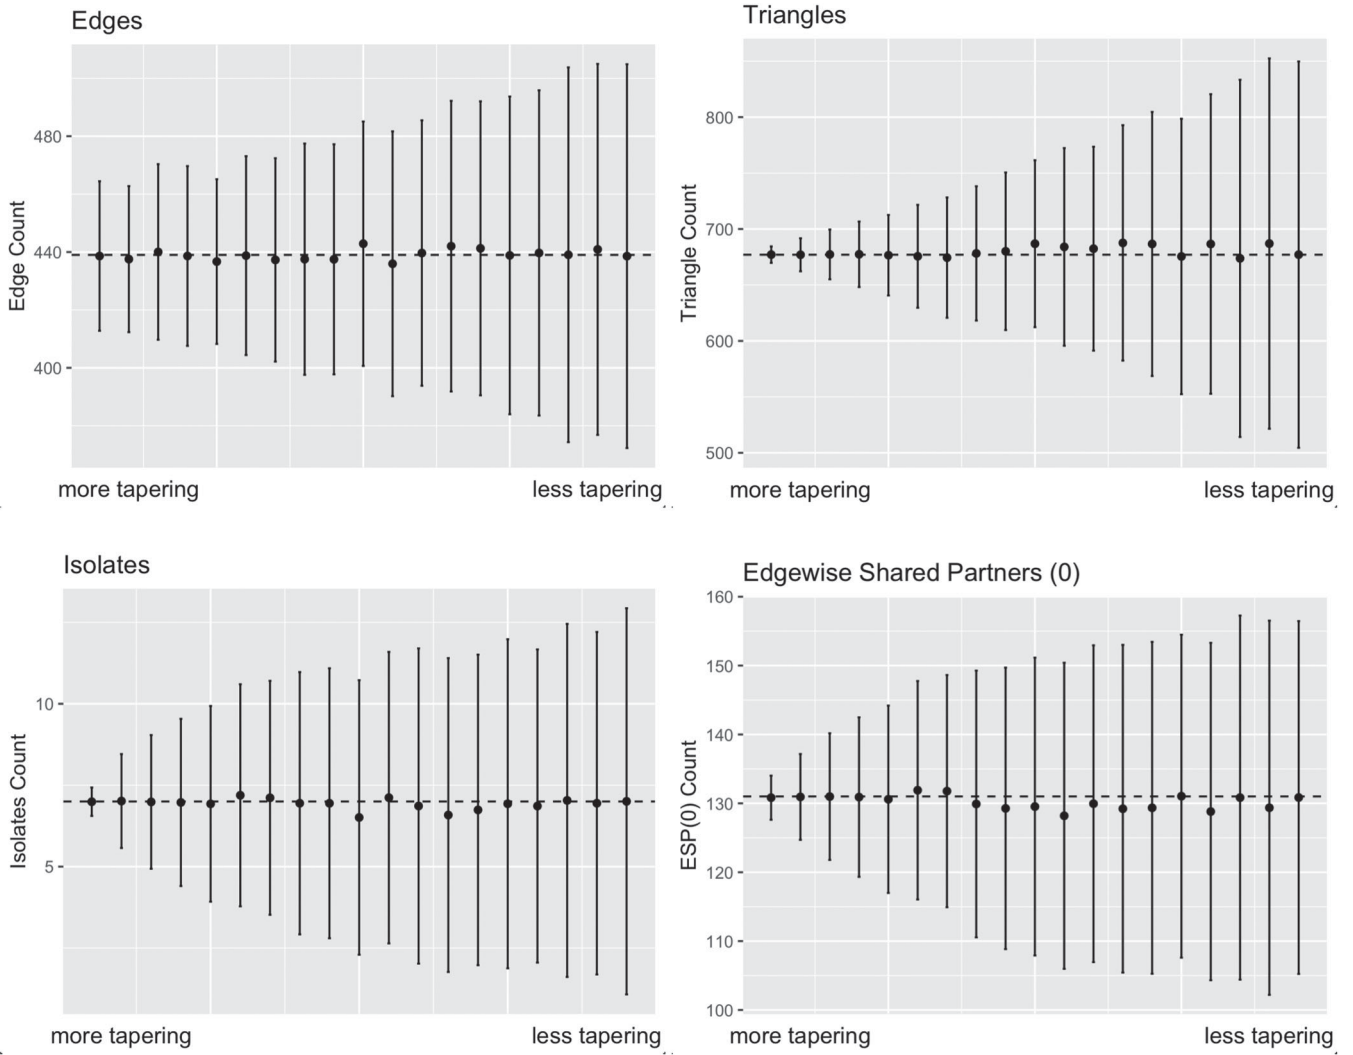 Edges
480
440
400
Edge Count
more tapering
less tapering
Triangles
800
700
600
500
Triangle Count
more tapering
less tapering
Isolates
10
5
Isolates Count
more tapering
less tapering
Edgewise Shared Partners (0)
160
150
140
130
120
110
100
ESP(0) Count
more tapering
less tapering